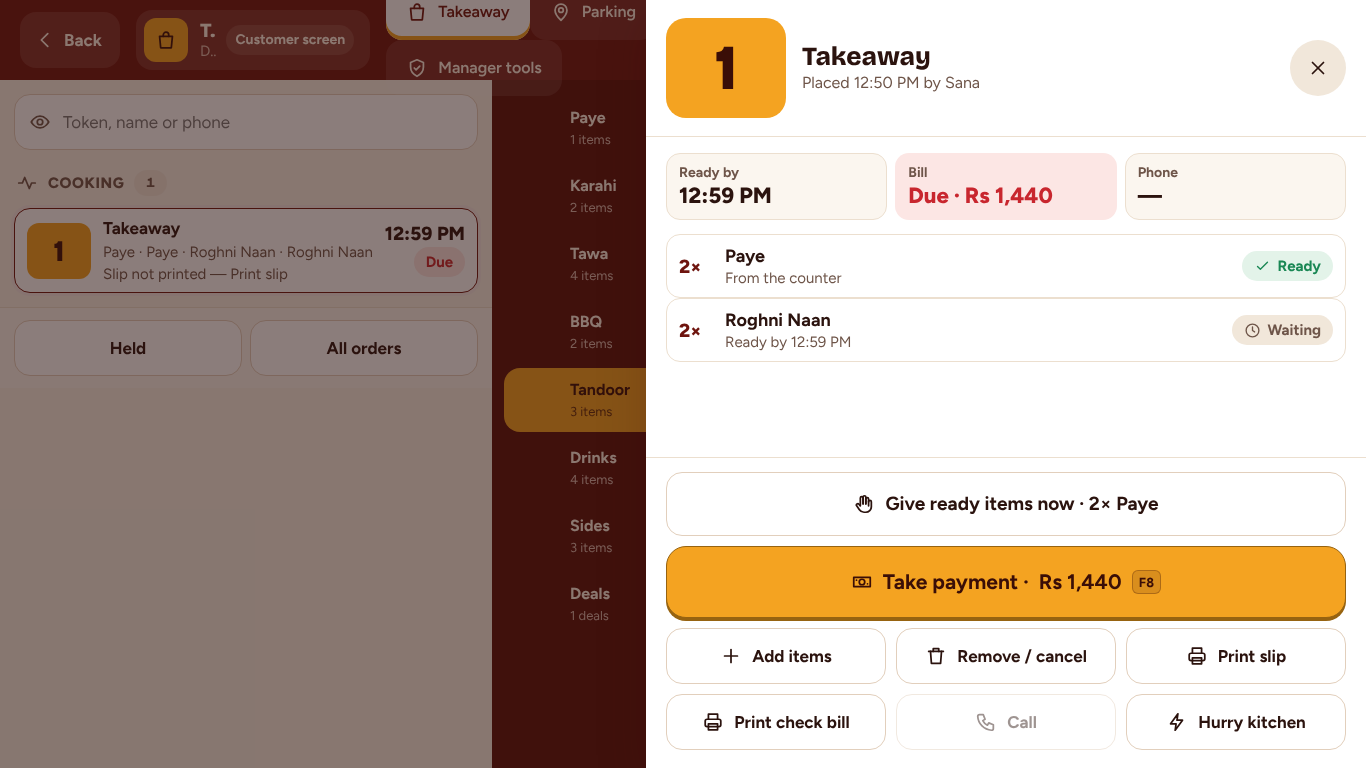 Back
T.
D..
Customer screen
Takeaway
Parking
Manager tools
Token, name or phone
COOKING 1
1
Takeaway
12:59 PM
Paye · Paye · Roghni Naan · Roghni Naan
Slip not printed — Print slip
Due
Held
All orders
Paye
1 items
Karahi
2 items
Tawa
4 items
BBQ
2 items
Tandoor
3 items
Drinks
4 items
Sides
3 items
Deals
1 deals
1
Takeaway
Placed 12:50 PM by Sana
Ready by
12:59 PM
Bill
Due · Rs 1,440
Phone
—
2×
Paye
From the counter
Ready
2×
Roghni Naan
Ready by 12:59 PM
Waiting
Give ready items now · 2× Paye
Take payment · Rs 1,440 F8
Add items
Remove / cancel
Print slip
Print check bill
Call
Hurry kitchen